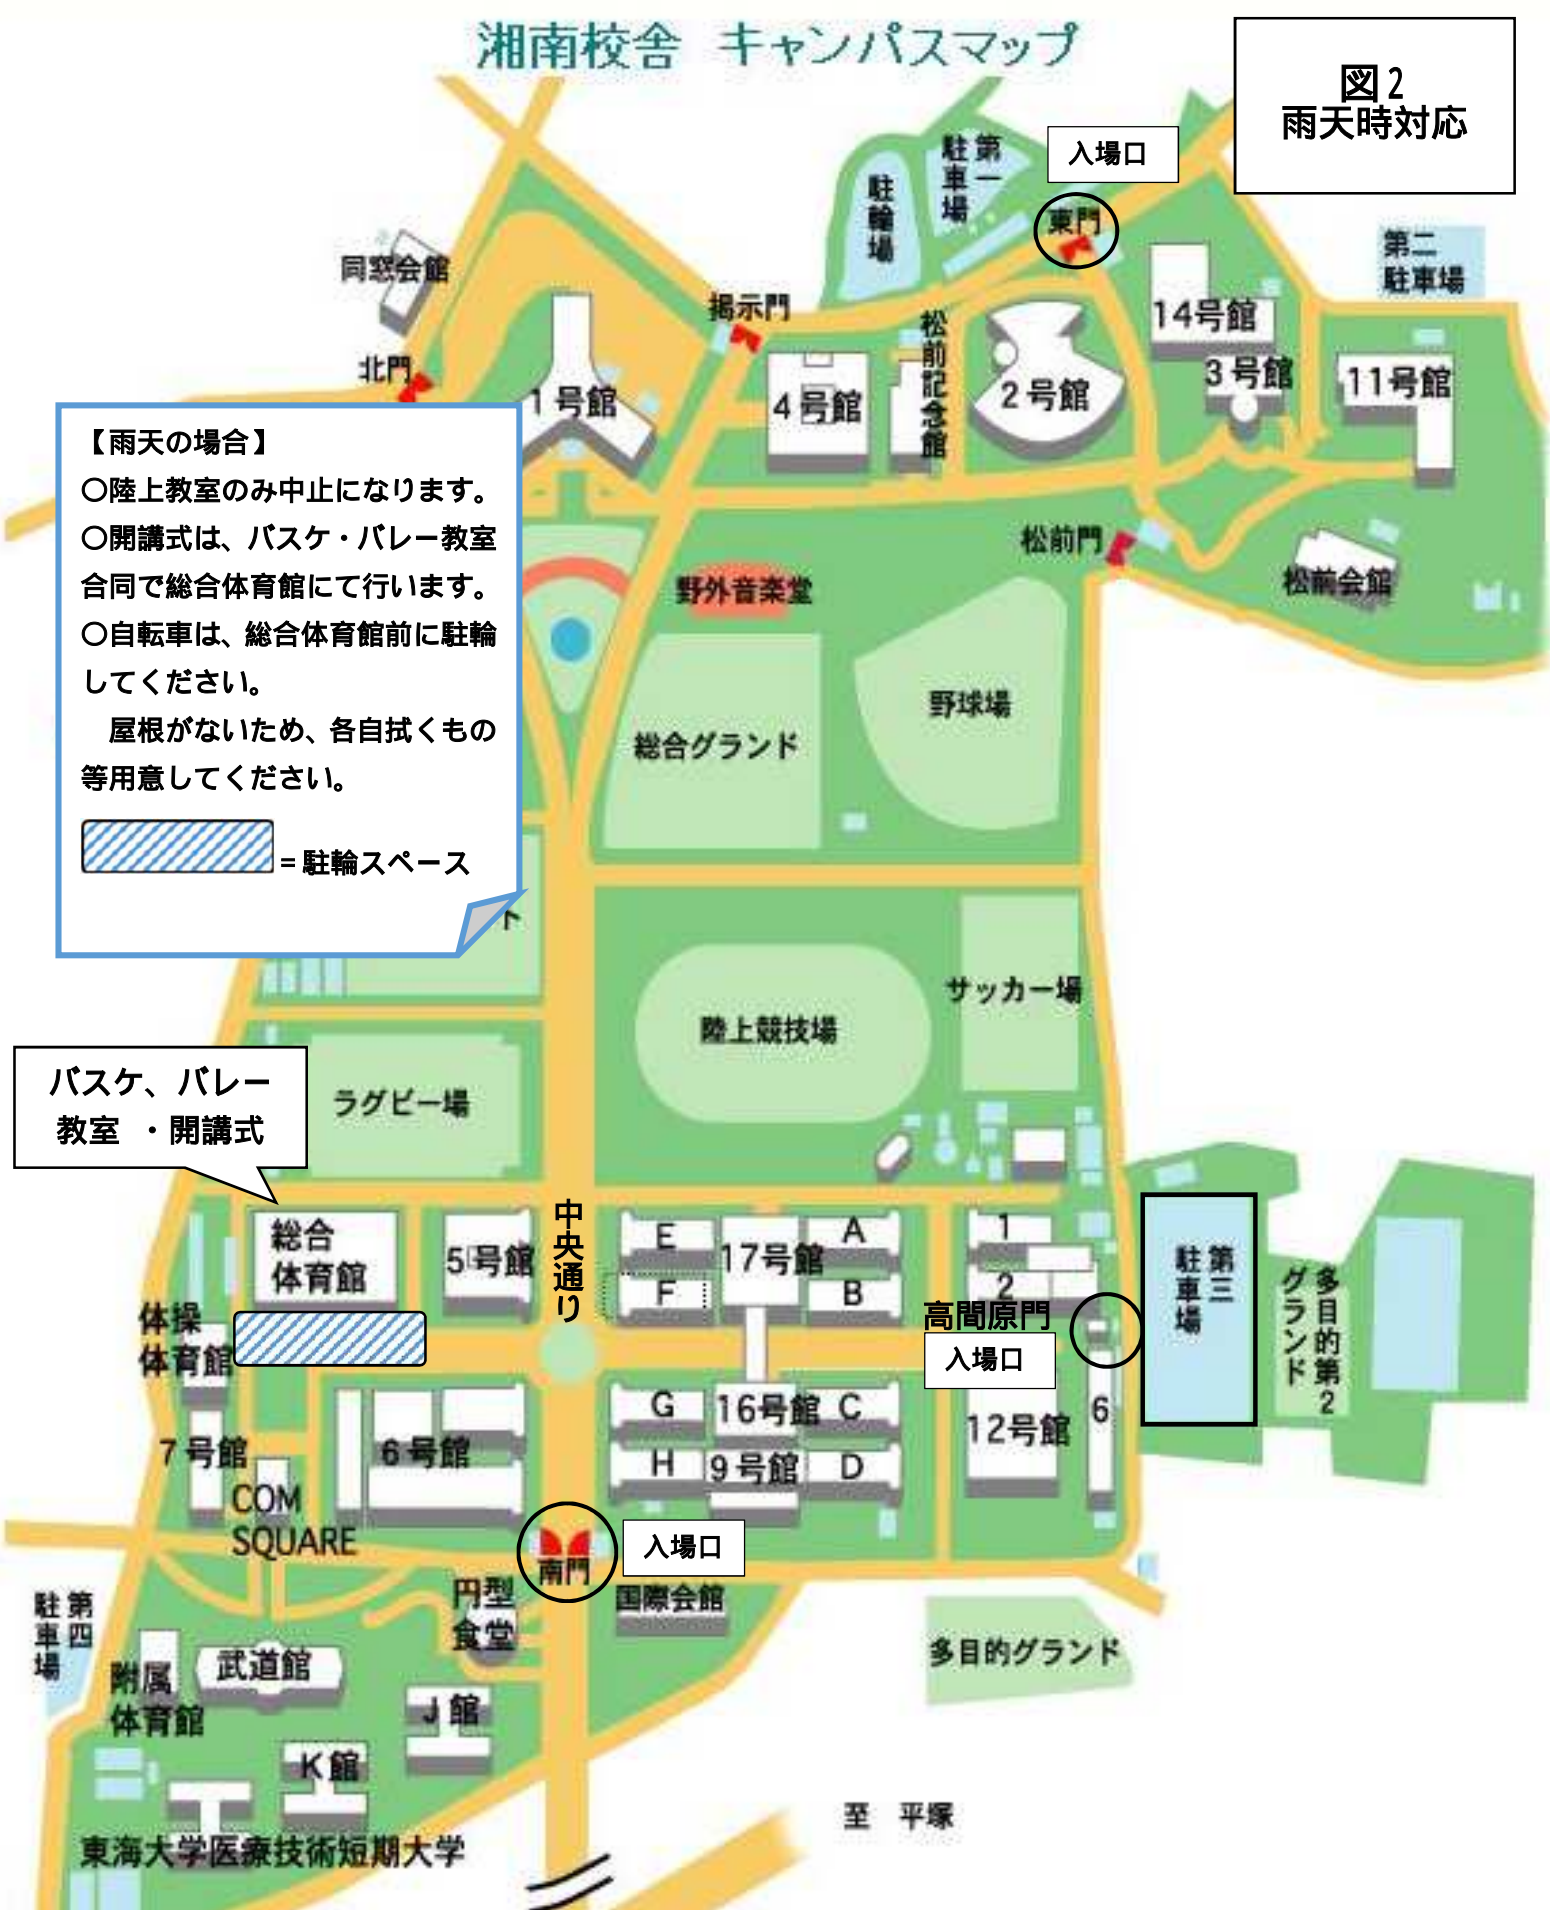 湘南校舎　キャンパスマップ
図2
雨天時対応
入場口
第一
駐車場
駐輪場
東門
第二
駐車場
同窓会館
掲示門
松前記念館
14号館
北門
1号館
4号館
2号館
3号館
11号館
【雨天の場合】
〇陸上教室のみ中止になります。
〇開講式は、バスケ・バレー教室
合同で総合体育館にて行います。
〇自転車は、総合体育館前に駐輪
してください。
　屋根がないため、各自拭くもの
等用意してください。
=駐輪スペース
ト
松前門
松前会館
野外音楽堂
総合グランド
野球場
陸上競技場
サッカー場
バスケ、バレー
教室 ・開講式
ラグビー場
中央通り
総合
体育館
5号館
E
F
17号館
A
B
1
2
高間原門
入場口
第三
駐車場
多目的第2
グランド
体操
体育館
7号館
COM
SQUARE
6号館
G
H
16号館
9号館
C
D
12号館
6
南門
入場口
国際会館
円型
食堂
第四
駐車場
附属
体育館
武道館
J館
K館
多目的グランド
東海大学医療技術短期大学
至　平塚